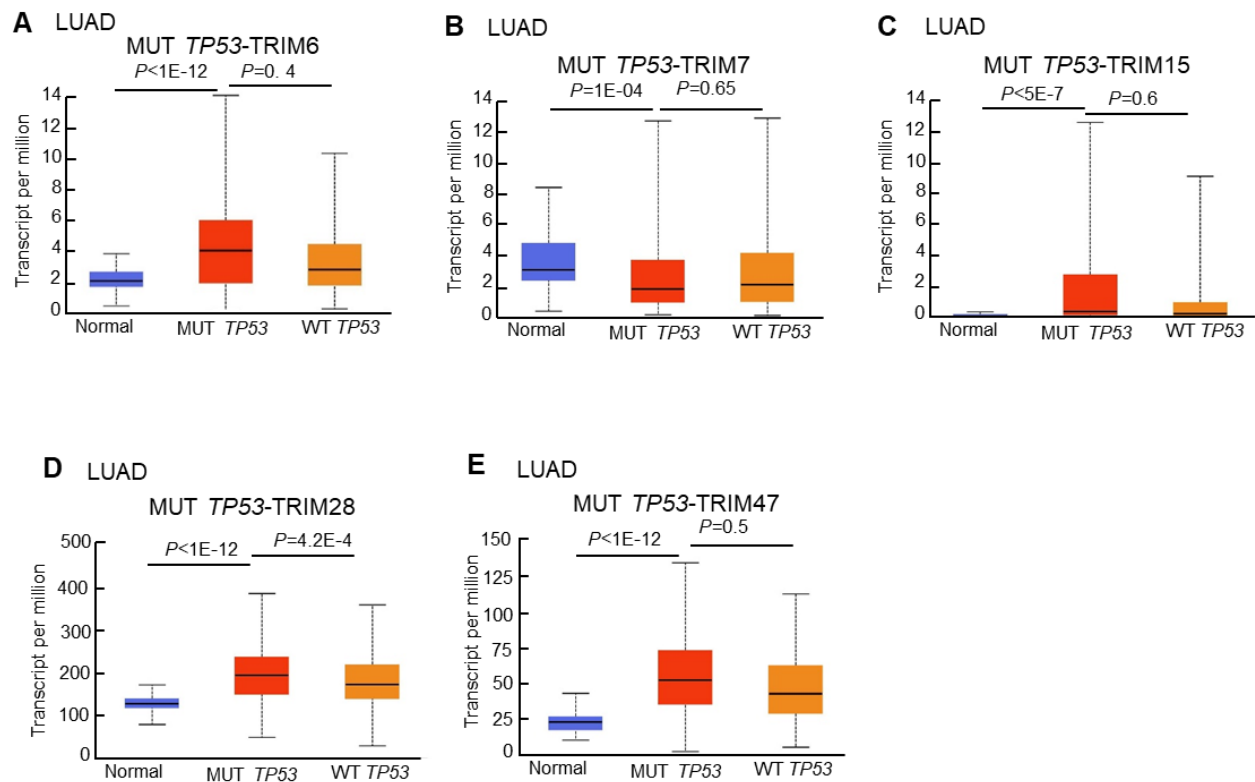 A LUAD
MUT TP53-TRIM6
P<1E-12
P=0. 4
Transcript per million
14
12
10
8
6
4
2
0
Normal
MUT TP53
WT TP53
B LUAD
MUT TP53-TRIM7
P=1E-04
P=0.65
Transcript per million
14
12
10
8
6
4
2
0
Normal
MUT TP53
WT TP53
C LUAD
MUT TP53-TRIM15
P<5E-7
P=0.6
Transcript per million
14
12
10
8
6
4
2
0
Normal
MUT TP53
WT TP53
D LUAD
MUT TP53-TRIM28
P<1E-12
P=4.2E-4
Transcript per million
500
400
300
200
100
0
Normal
MUT TP53
WT TP53
E LUAD
MUT TP53-TRIM47
P<1E-12
P=0.5
Transcript per million
150
125
100
75
50
25
0
Normal
MUT TP53
WT TP53